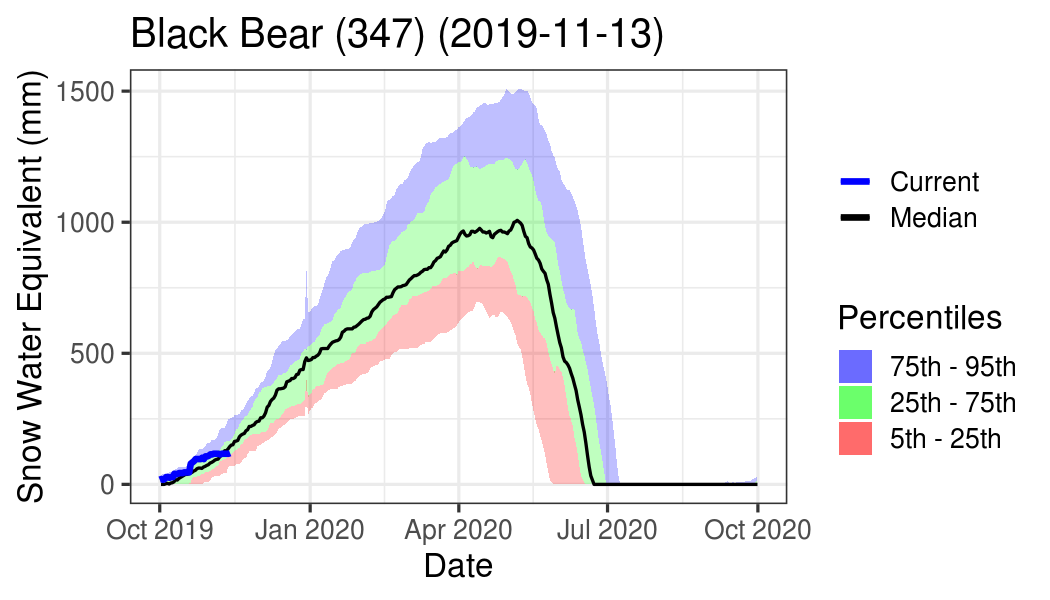 Black Bear (347) (2019-11-13)
Snow Water Equivalent (mm)
1500
1000
500
0
Oct 2019
Jan 2020
Apr 2020
Jul 2020
Oct 2020
Date
Current
Median
Percentiles
75th - 95th
25th - 75th
5th - 25th